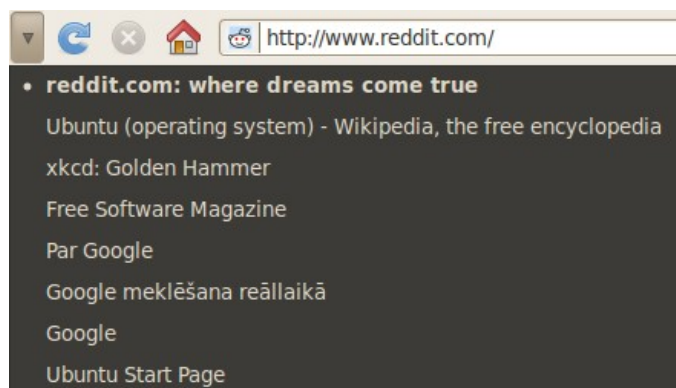 http://www.reddit.com/
• reddit.com: where dreams come true
Ubuntu (operating system) - Wikipedia, the free encyclopedia
xkcd: Golden Hammer
Free Software Magazine
Par Google
Google meklēšana reāllaikā
Google
Ubuntu Start Page